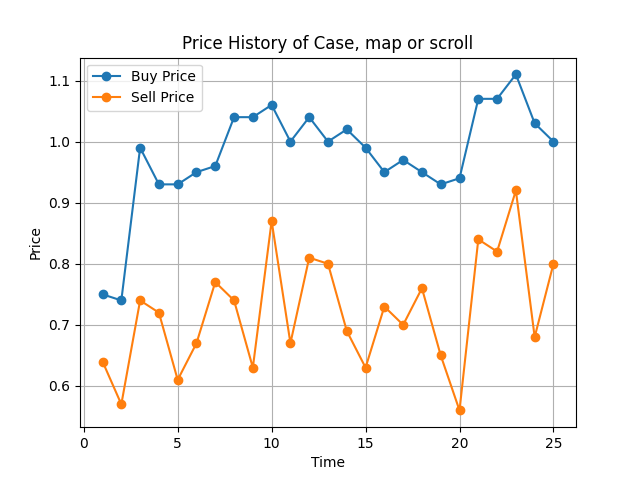 Price History of Case, map or scroll
Buy Price
Sell Price
1.1
1.0
0.9
0.8
0.7
0.6
Price
0 5 10 15 20 25
Time